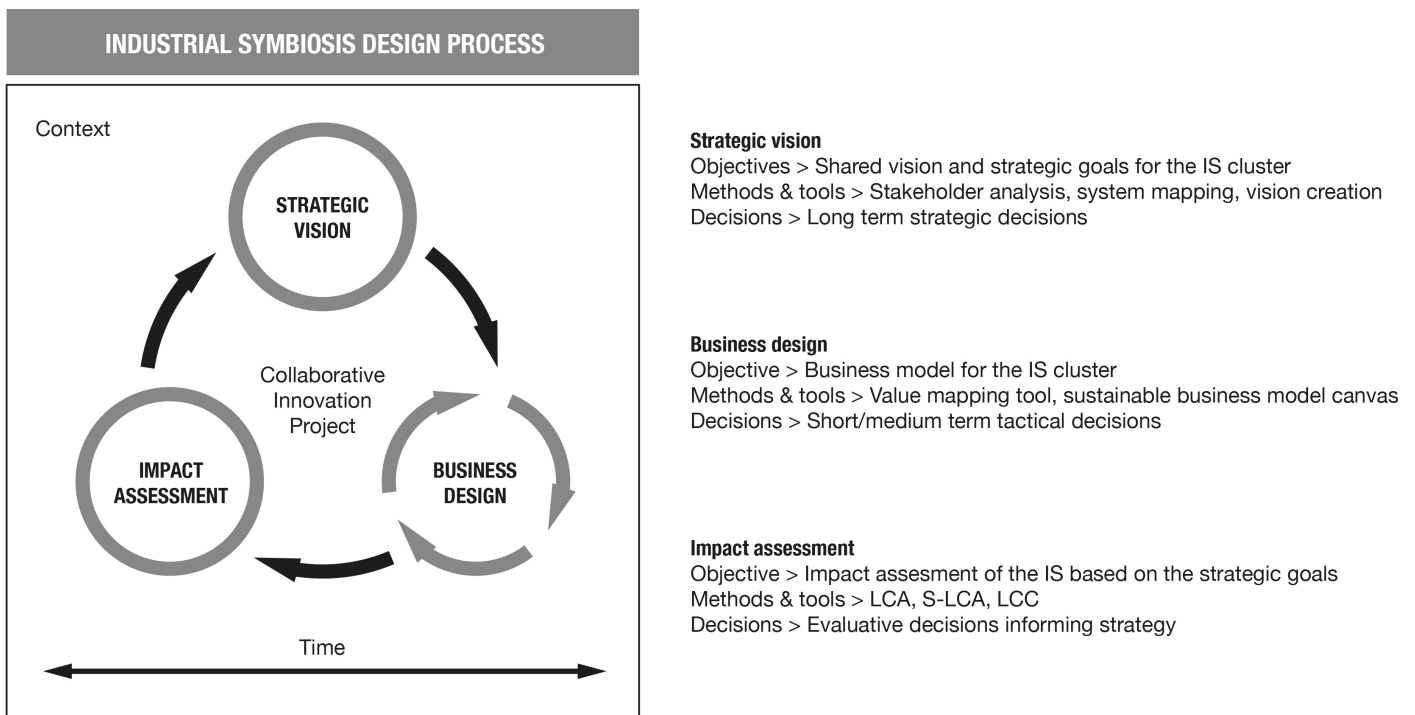 INDUSTRIAL SYMBIOSIS DESIGN PROCESS
Context
STRATEGIC
VISION
Collaborative
Innovation
Project
IMPACT
ASSESSMENT
BUSINESS
DESIGN
Time
Strategic vision
Objectives > Shared vision and strategic goals for the IS cluster
Methods & tools > Stakeholder analysis, system mapping, vision creation
Decisions > Long term strategic decisions
Business design
Objective > Business model for the IS cluster
Methods & tools > Value mapping tool, sustainable business model canvas
Decisions > Short/medium term tactical decisions
Impact assessment
Objective > Impact assesment of the IS based on the strategic goals
Methods & tools > LCA, S-LCA, LCC
Decisions > Evaluative decisions informing strategy